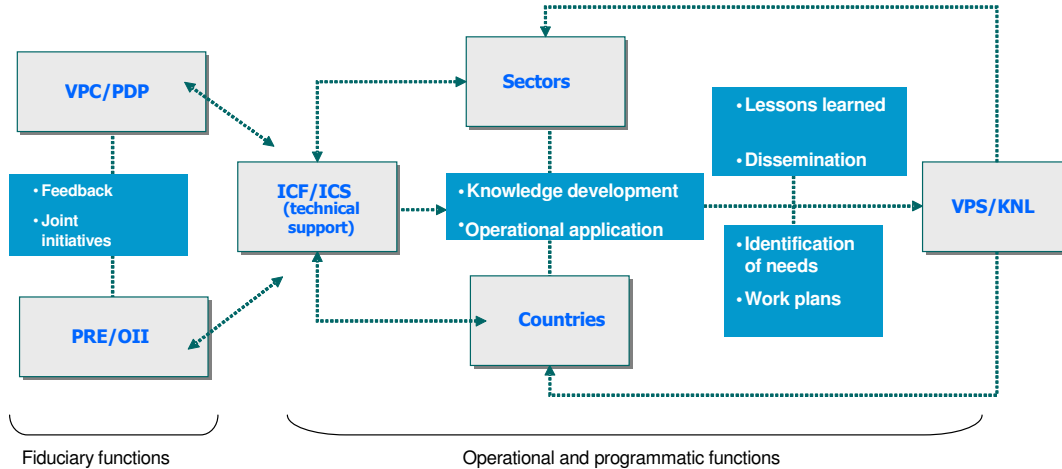 VPC/PDP
• Feedback
• Joint
initiatives
PRE/OII
ICF/ICS
(technical
support)
Sectors
• Knowledge development
• Operational application
Countries
• Lessons learned
• Dissemination
• Identification
of needs
• Work plans
VPS/KNL
Fiduciary functions
Operational and programmatic functions